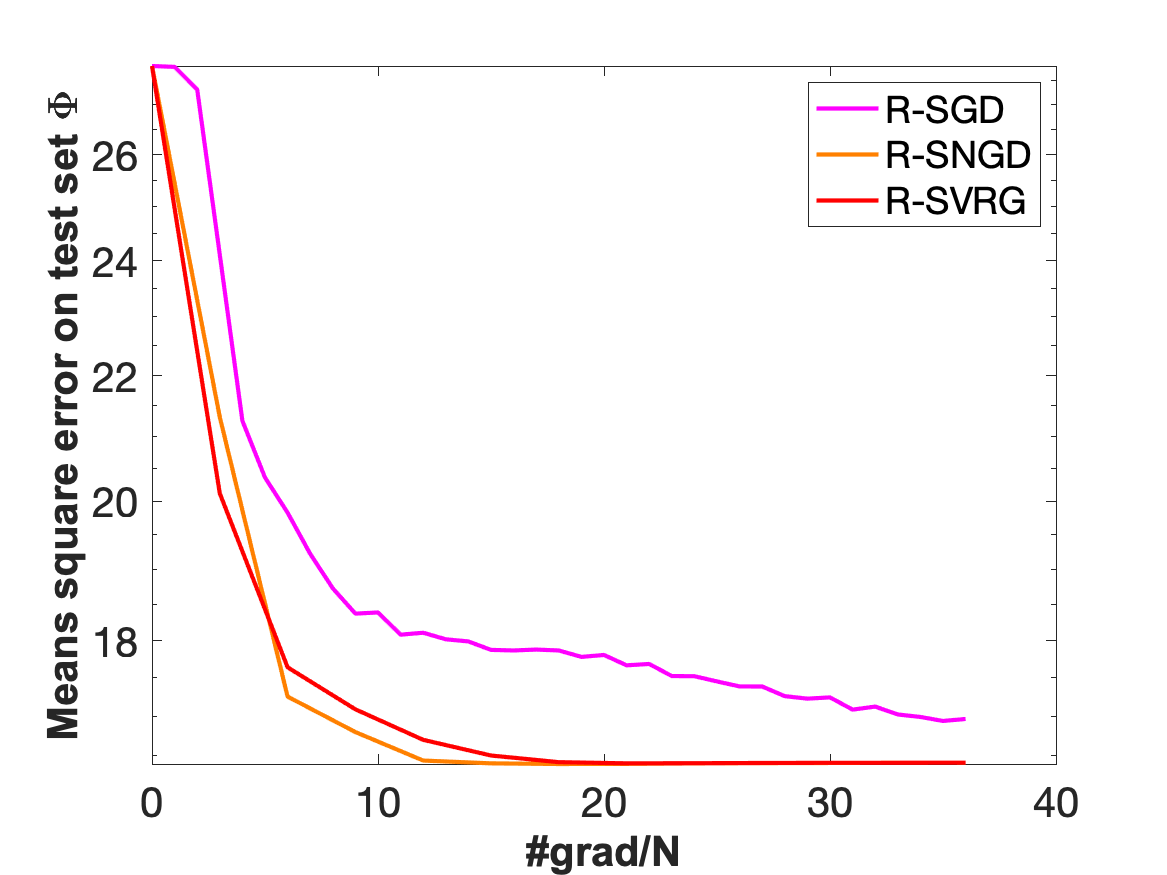 Means square error on test set Φ
26
24
22
20
18
R-SGD
R-SNGD
R-SVRG
0 10 20 30 40
#grad/N